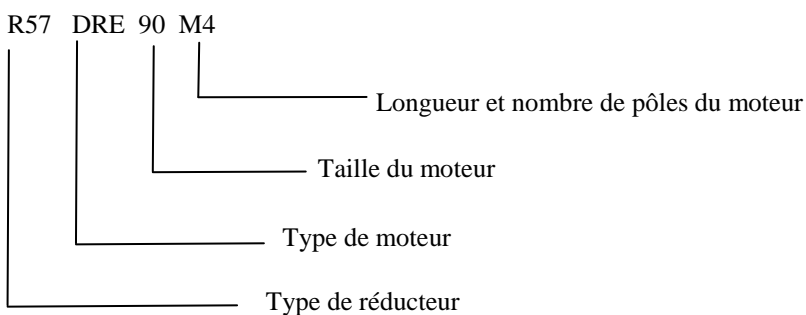 R57 DRE 90 M4
Longueur et nombre de pôles du moteur
Taille du moteur
Type de moteur
Type de réducteur